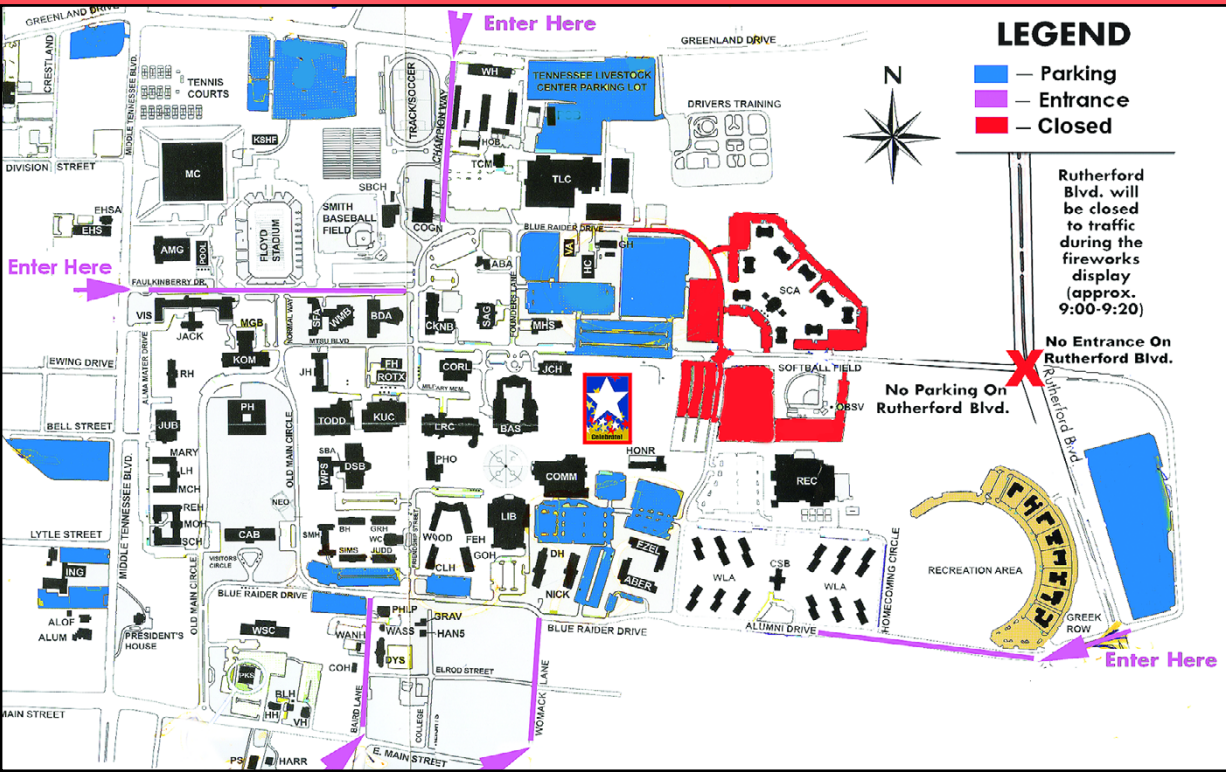 GREENLAND DRIVE
Enter Here
GREENLAND DRIVE
LEGEND
Parking
Entrance
Closed
N
CRESTLAND
MIDDLE TENNESSEE BLVD.
TENNIS
COURTS
TRACK/SOCCER
CHAMPION WAY
WH
TENNESSEE LIVESTOCK
CENTER PARKING LOT
DRIVERS TRAINING
KSHF
HOB
TCM
TLC
DIVISION STREET
MC
SBCH
SMITH
BASEBALL
FIELD
COGN
EHSA
EHS
AMG
POOL
FLOYD
STADIUM
BLUE RAIDER DRIVE
VA
GH
HC
ABA
SCA
Rutherford
Blvd. will
be closed
to traffic
during the
fireworks
display
(approx.
9:00-9:20)
Enter Here
FAULKINBERRY DR.
VIS
JACK
MGB
NORMAL WAY
SFA
WMB
BDA
CKNB
SAG
FOUNDERS LANE
MHS
MTSU BLVD
EWING DRIVE
ALMA MATER DRIVE
KOM
RH
JH
FH
ROTX
CORL
JCH
MILITARY MEM.
SOFTBALL FIELD
OBSV
No Entrance On
Rutherford Blvd.
X
No Parking On
Rutherford Blvd.
Rutherford Blvd.
BELL STREET
JUB
PH
OLD MAIN CIRCLE
TODD
KUC
LRC
BAS
Celebrate!
MARY
LH
MCH
REH
MOH
SCH
SBA
WPS
DSB
PHO
COMM
HONR
REC
NEO
LYTLE STREET
MIDDLE TENNESSEE BLVD.
CAB
VISITORS
CIRCLE
SMH
BH
GRH
WC
SIMS
JUDD
FRIENDSHIP STREET
WOOD
FEH
GOH
CLH
LIB
DH
NICK
EZEL
ABER
WLA
CSB
WLA
HOMECOMING CIRCLE
RECREATION AREA
GREEK
ROW
ING
ALOF
ALUM
PRESIDENT'S
HOUSE
OLD MAIN CIRCLE
BLUE RAIDER DRIVE
WSC
WANH
PHLP
WASS
GRAV
HAN5
BLUE RAIDER DRIVE
ALUMNI DRIVE
Enter Here
COH
DYS
ELROD STREET
PKS
BLH
HH
VH
BAIRD LANE
COLLEGE
WOMACK LANE
MAIN STREET
E. MAIN STREET
PS
HARR